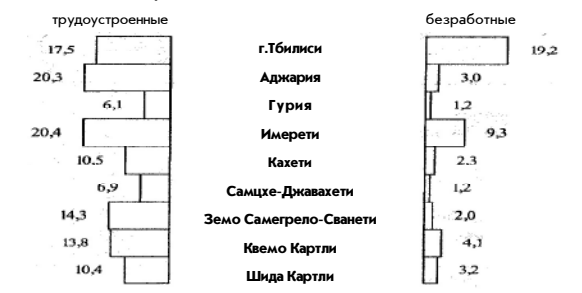 трудоустроенные безработные
17,5 г.Тбилиси 19,2
20,3 Аджария 3,0
6,1 Гурия 1,2
20,4 Имерети 9,3
10.5 Кахети 2.3
6,9 Самцхе-Джавахети 1,2
14,3 Земо Самегрело-Сванети 2,0
13,8 Квемо Картли 4,1
10,4 Шида Картли 3,2